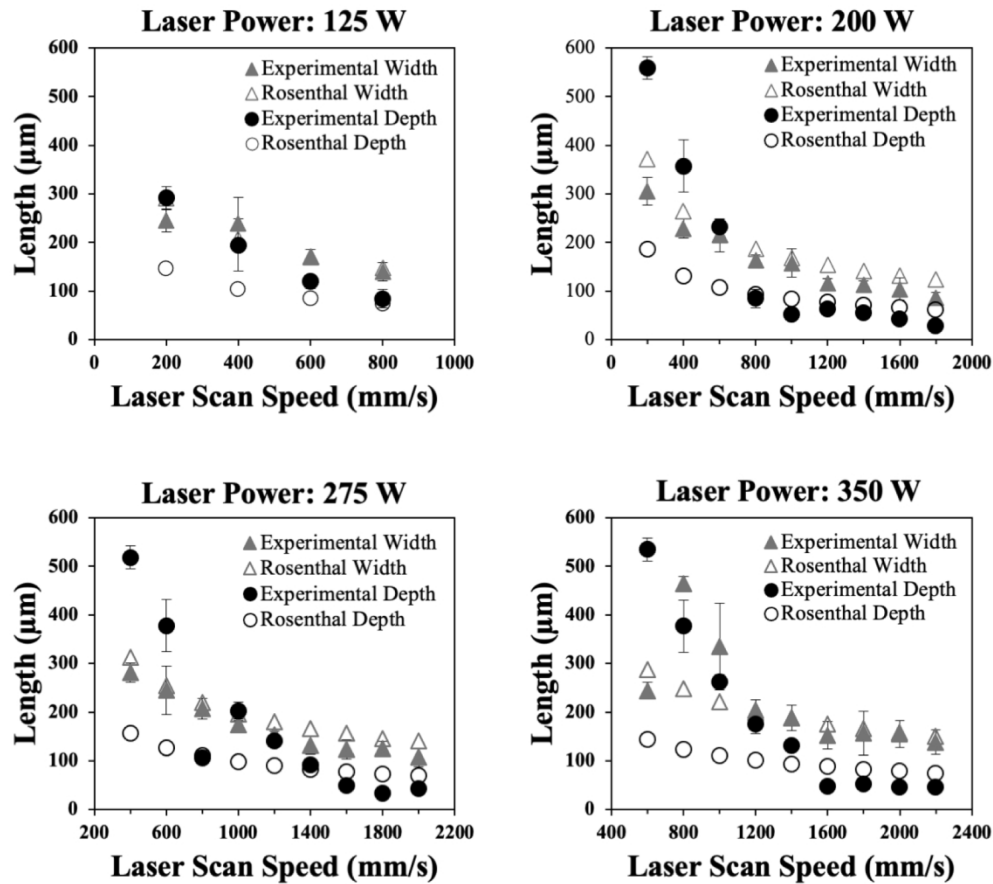 Laser Power: 125 W
600
500
400
300
200
100
0
Length (µm)
Experimental Width
Rosenthal Width
Experimental Depth
Rosenthal Depth
0 200 400 600 800 1000
Laser Scan Speed (mm/s)
Laser Power: 200 W
600
500
400
300
200
100
0
Length (µm)
Experimental Width
Rosenthal Width
Experimental Depth
Rosenthal Depth
0 400 800 1200 1600 2000
Laser Scan Speed (mm/s)
Laser Power: 275 W
600
500
400
300
200
100
0
Length (µm)
Experimental Width
Rosenthal Width
Experimental Depth
Rosenthal Depth
200 600 1000 1400 1800 2200
Laser Scan Speed (mm/s)
Laser Power: 350 W
600
500
400
300
200
100
0
Length (µm)
Experimental Width
Rosenthal Width
Experimental Depth
Rosenthal Depth
400 800 1200 1600 2000 2400
Laser Scan Speed (mm/s)